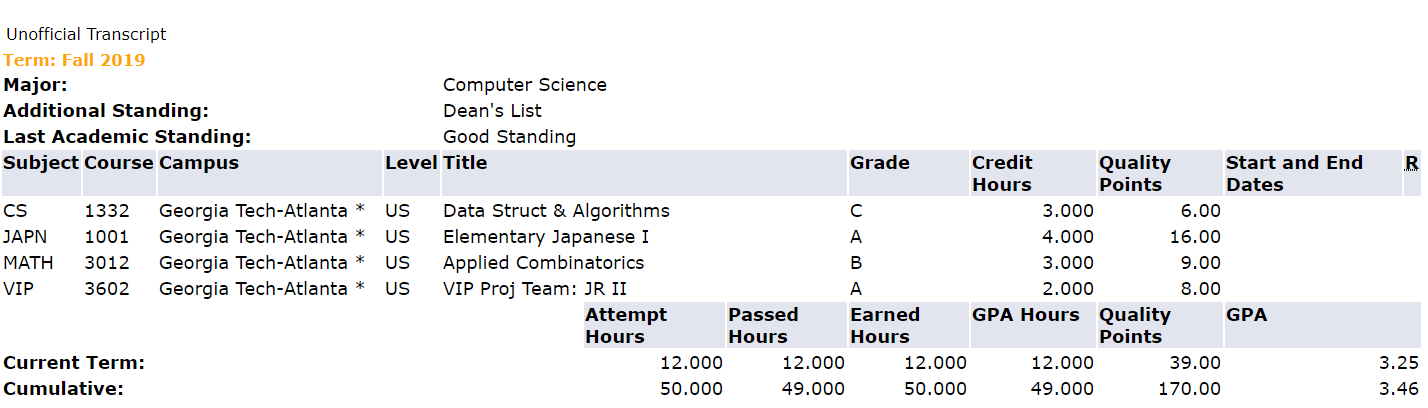 Unofficial Transcript
Term: Fall 2019
Major: Computer Science
Additional Standing: Dean's List
Last Academic Standing: Good Standing
Subject Course Campus Level Title Grade Credit Hours Quality Points Start and End Dates R
CS 1332 Georgia Tech-Atlanta * US Data Struct & Algorithms C 3.000 6.00
JAPN 1001 Georgia Tech-Atlanta * US Elementary Japanese I A 4.000 16.00
MATH 3012 Georgia Tech-Atlanta * US Applied Combinatorics B 3.000 9.00
VIP 3602 Georgia Tech-Atlanta * US VIP Proj Team: JR II A 2.000 8.00
Attempt Hours Passed Hours Earned Hours GPA Hours Quality Points GPA
Current Term: 12.000 12.000 12.000 12.000 39.00 3.25
Cumulative: 50.000 49.000 50.000 49.000 170.00 3.46